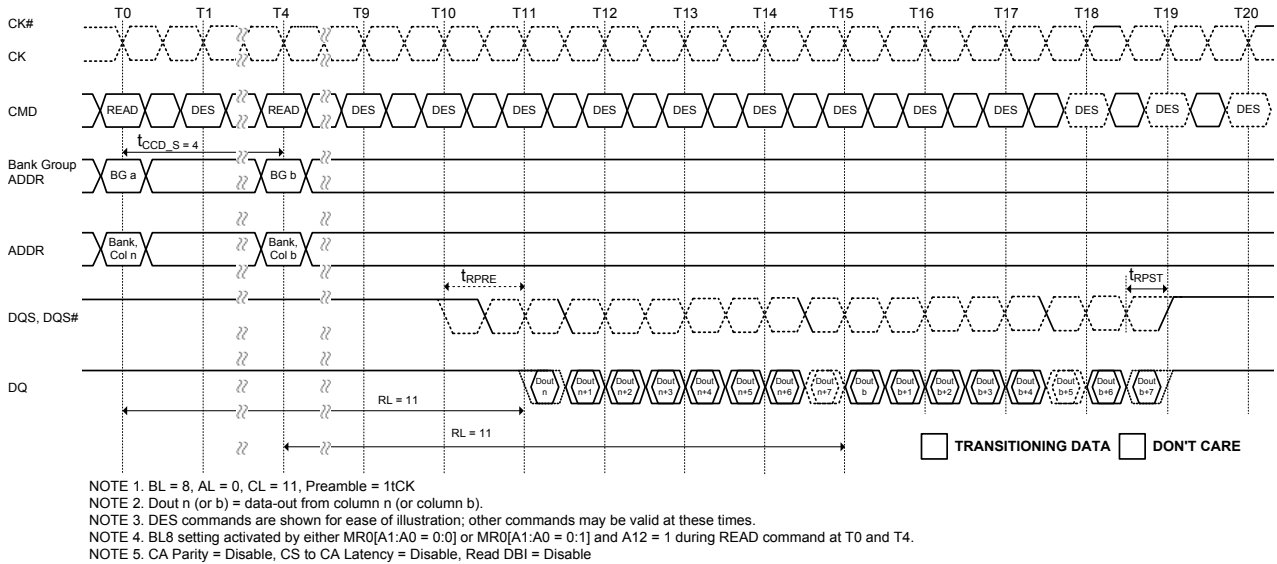 T0 T1 T4 T9 T10 T11 T12 T13 T14 T15 T16 T17 T18 T19 T20
CK#
CK
CMD READ DES READ DES DES DES DES DES DES DES DES DES DES DES DES
tCCD_S = 4
Bank Group
ADDR
BG a BG b
ADDR
Bank,
Col n
Bank,
Col b
tRPRE tRPST
DQS, DQS#
DQ
Dout
n
Dout
n+1
Dout
n+2
Dout
n+3
Dout
n+4
Dout
n+5
Dout
n+6
Dout
n+7
Dout
b
Dout
b+1
Dout
b+2
Dout
b+3
Dout
b+4
Dout
b+5
Dout
b+6
Dout
b+7
RL = 11
RL = 11
TRANSITIONING DATA DON'T CARE
NOTE 1. BL = 8, AL = 0, CL = 11, Preamble = 1tCK
NOTE 2. Dout n (or b) = data-out from column n (or column b).
NOTE 3. DES commands are shown for ease of illustration; other commands may be valid at these times.
NOTE 4. BL8 setting activated by either MR0[A1:A0 = 0:0] or MR0[A1:A0 = 0:1] and A12 = 1 during READ command at T0 and T4.
NOTE 5. CA Parity = Disable, CS to CA Latency = Disable, Read DBI = Disable